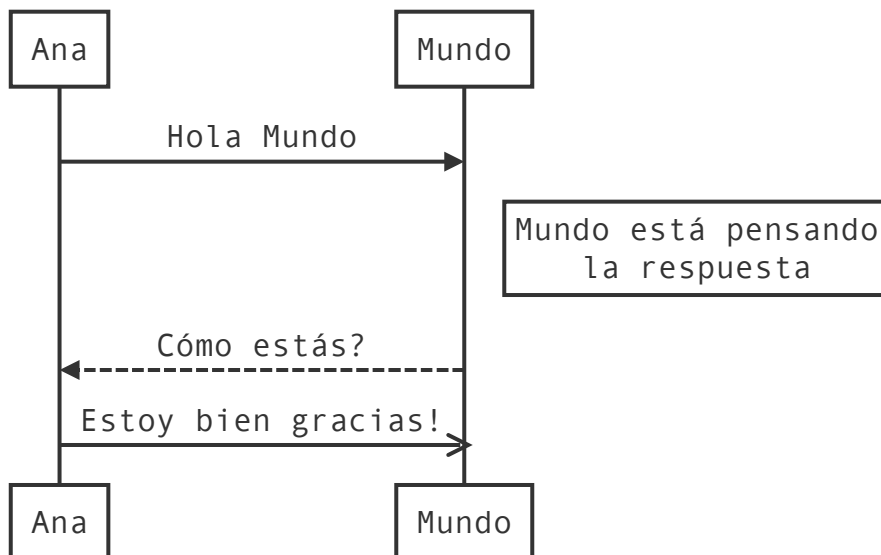 Ana
Mundo
Hola Mundo
Mundo está pensando
la respuesta
Cómo estás?
Estoy bien gracias!
Ana
Mundo